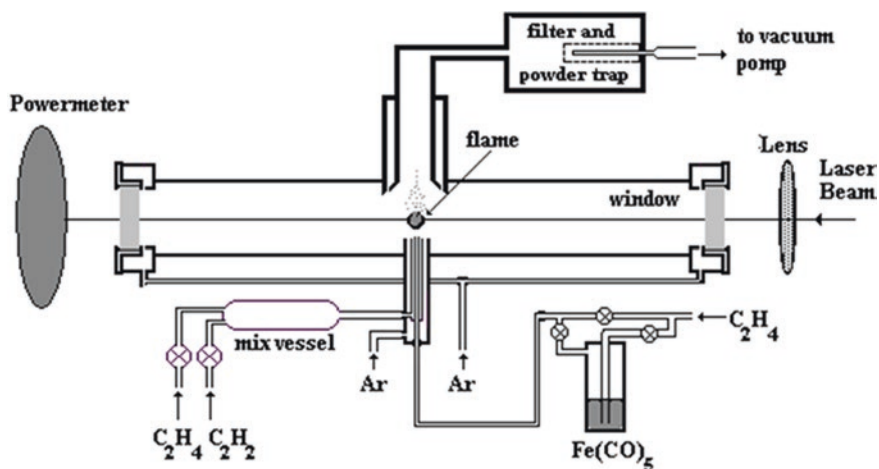 filter and
powder trap
to vacuum
pomp
Powermeter
flame
Lens
Laser
Beam
window
mix vessel
Ar
Ar
C2H4
C2H4 C2H2
Fe(CO)5